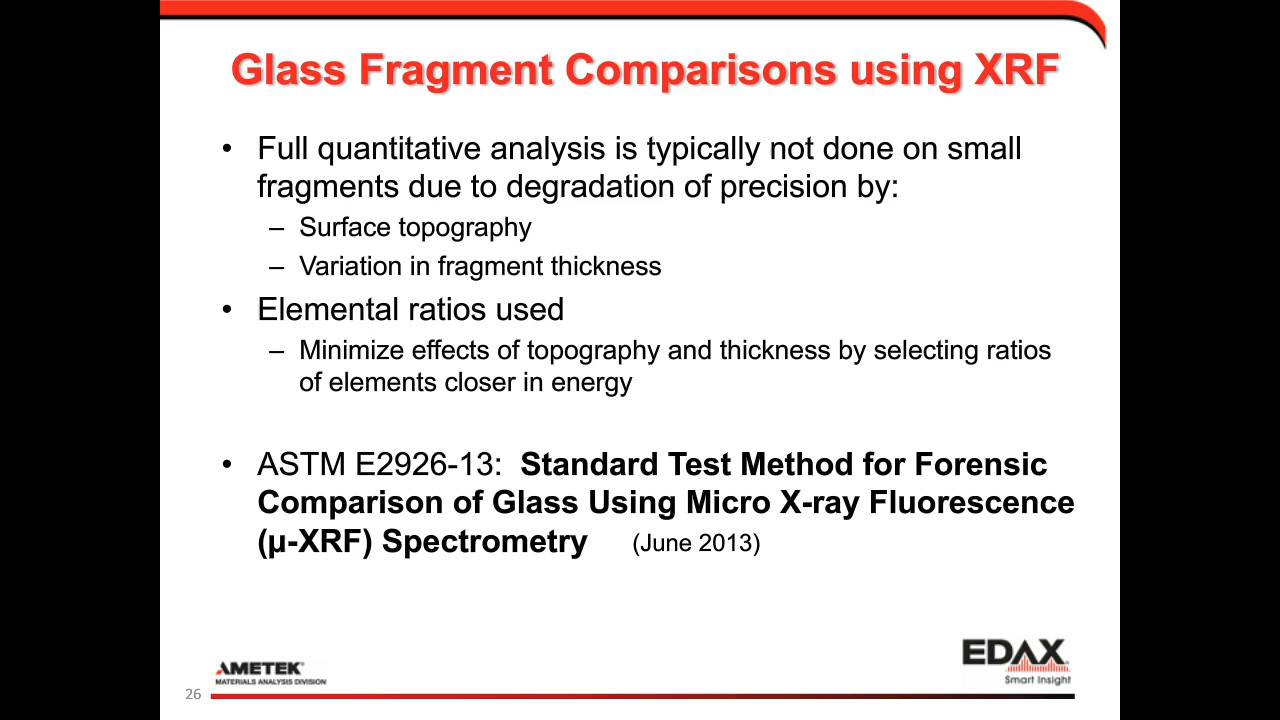 Glass Fragment Comparisons using XRF
• Full quantitative analysis is typically not done on small
fragments due to degradation of precision by:
– Surface topography
– Variation in fragment thickness
• Elemental ratios used
– Minimize effects of topography and thickness by selecting ratios
of elements closer in energy
• ASTM E2926-13: Standard Test Method for Forensic
Comparison of Glass Using Micro X-ray Fluorescence
(µ-XRF) Spectrometry (June 2013)
AMETEK®
MATERIALS ANALYSIS DIVISION
EDAX
Smart Insight
26